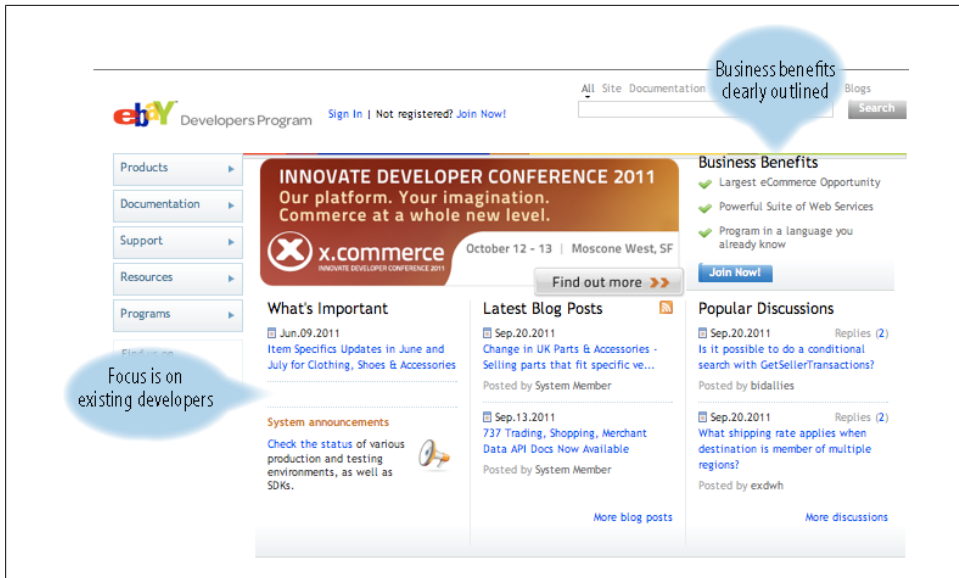 Business benefits
clearly outlined
All Site Documentation Blogs
Search
ebY Developers Program
Sign In | Not registered? Join Now!
Products
Documentation
Support
Resources
Programs
Focus is on
existing developers
INNOVATE DEVELOPER CONFERENCE 2011
Our platform. Your imagination.
Commerce at a whole new level.
X x.commerce
INNOVATE DEVELOPER CONFERENCE 2011
October 12 - 13 | Moscone West, SF
Find out more
Business Benefits
Largest eCommerce Opportunity
Powerful Suite of Web Services
Program in a language you
already know
Join Now!
What's Important
Jun.09.2011
Item Specifics Updates in June and
July for Clothing, Shoes & Accessories
System announcements
Check the status of various
production and testing
environments, as well as
SDKs.
Latest Blog Posts
Sep.20.2011
Change in UK Parts & Accessories -
Selling parts that fit specific ve...
Posted by System Member
Sep.13.2011
737 Trading, Shopping, Merchant
Data API Docs Now Available
Posted by System Member
More blog posts
Popular Discussions
Sep.20.2011 Replies (2)
Is it possible to do a conditional
search with GetSellerTransactions?
Posted by bidallies
Sep.20.2011 Replies (2)
What shipping rate applies when
destination is member of multiple
regions?
Posted by exdwh
More discussions